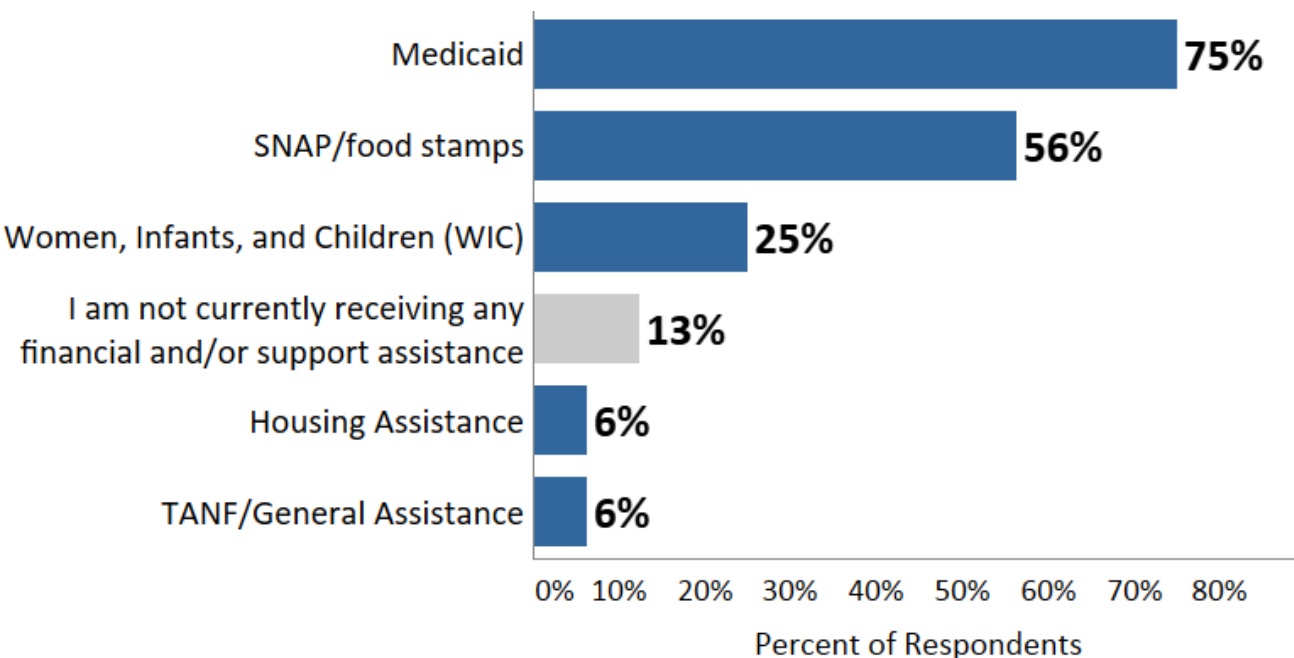 Medicaid 75%
SNAP/food stamps 56%
Women, Infants, and Children (WIC) 25%
I am not currently receiving any
financial and/or support assistance 13%
Housing Assistance 6%
TANF/General Assistance 6%
0% 10% 20% 30% 40% 50% 60% 70% 80%
Percent of Respondents